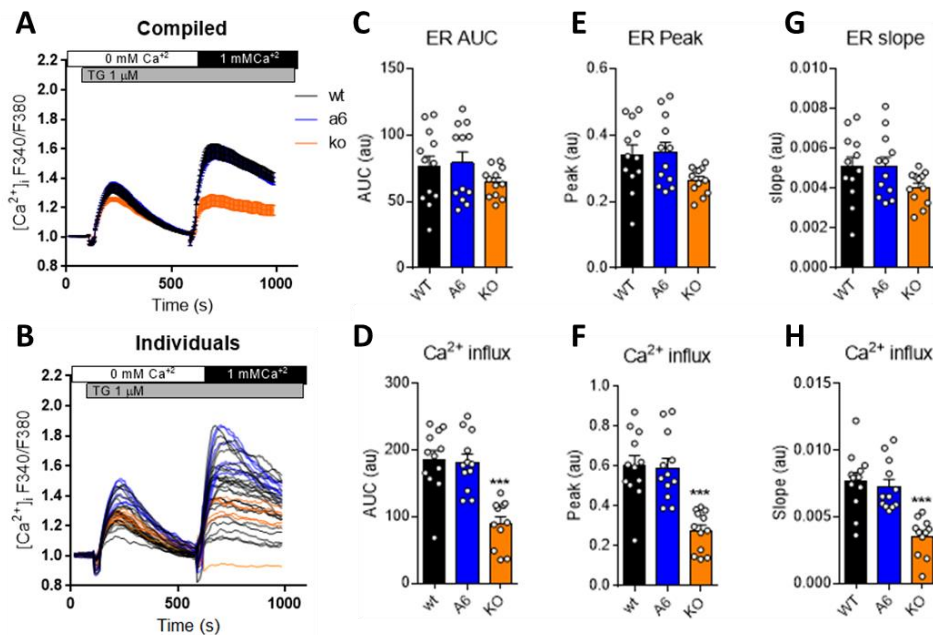 A
Compiled
0 mM Ca⁺²
1 mMCa⁺²
TG 1 μM
wt
a6
ko
2.2
2.0
1.8
1.6
1.4
1.2
1.0
0.8
[Ca²⁺]ᵢ F340/F380
0
500
1000
Time (s)
B
Individuals
0 mM Ca⁺²
1 mMCa⁺²
TG 1 μM
2.2
2.0
1.8
1.6
1.4
1.2
1.0
0.8
[Ca²⁺]ᵢ F340/F380
0
500
1000
Time (s)
C
ER AUC
150
100
50
0
AUC (au)
WT
A6
KO
D
Ca²⁺ influx
300
200
100
0
AUC (au)
***
wt
A6
KO
E
ER Peak
0.6
0.4
0.2
0.0
Peak (au)
WT
A6
KO
F
Ca²⁺ influx
1.0
0.8
0.6
0.4
0.2
0.0
Peak (au)
***
wt
A6
KO
G
ER slope
0.010
0.008
0.006
0.004
0.002
0.000
slope (au)
WT
A6
KO
H
Ca²⁺ influx
0.015
0.010
0.005
0.000
Slope (au)
***
WT
A6
KO